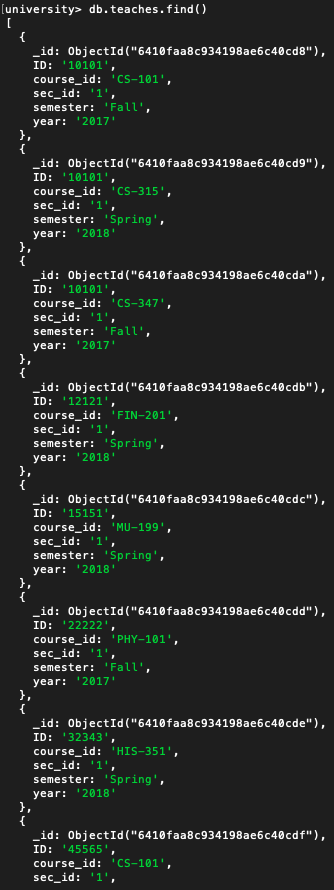 [university> db.teaches.find()
[
  {
    _id: ObjectId("6410faa8c934198ae6c40cd8"),
    ID: '10101',
    course_id: 'CS-101',
    sec_id: '1',
    semester: 'Fall',
    year: '2017'
  },
  {
    _id: ObjectId("6410faa8c934198ae6c40cd9"),
    ID: '10101',
    course_id: 'CS-315',
    sec_id: '1',
    semester: 'Spring',
    year: '2018'
  },
  {
    _id: ObjectId("6410faa8c934198ae6c40cda"),
    ID: '10101',
    course_id: 'CS-347',
    sec_id: '1',
    semester: 'Fall',
    year: '2017'
  },
  {
    _id: ObjectId("6410faa8c934198ae6c40cdb"),
    ID: '12121',
    course_id: 'FIN-201',
    sec_id: '1',
    semester: 'Spring',
    year: '2018'
  },
  {
    _id: ObjectId("6410faa8c934198ae6c40cdc"),
    ID: '15151',
    course_id: 'MU-199',
    sec_id: '1',
    semester: 'Spring',
    year: '2018'
  },
  {
    _id: ObjectId("6410faa8c934198ae6c40cdd"),
    ID: '22222',
    course_id: 'PHY-101',
    sec_id: '1',
    semester: 'Fall',
    year: '2017'
  },
  {
    _id: ObjectId("6410faa8c934198ae6c40cde"),
    ID: '32343',
    course_id: 'HIS-351',
    sec_id: '1',
    semester: 'Spring',
    year: '2018'
  },
  {
    _id: ObjectId("6410faa8c934198ae6c40cdf"),
    ID: '45565',
    course_id: 'CS-101',
    sec_id: '1',